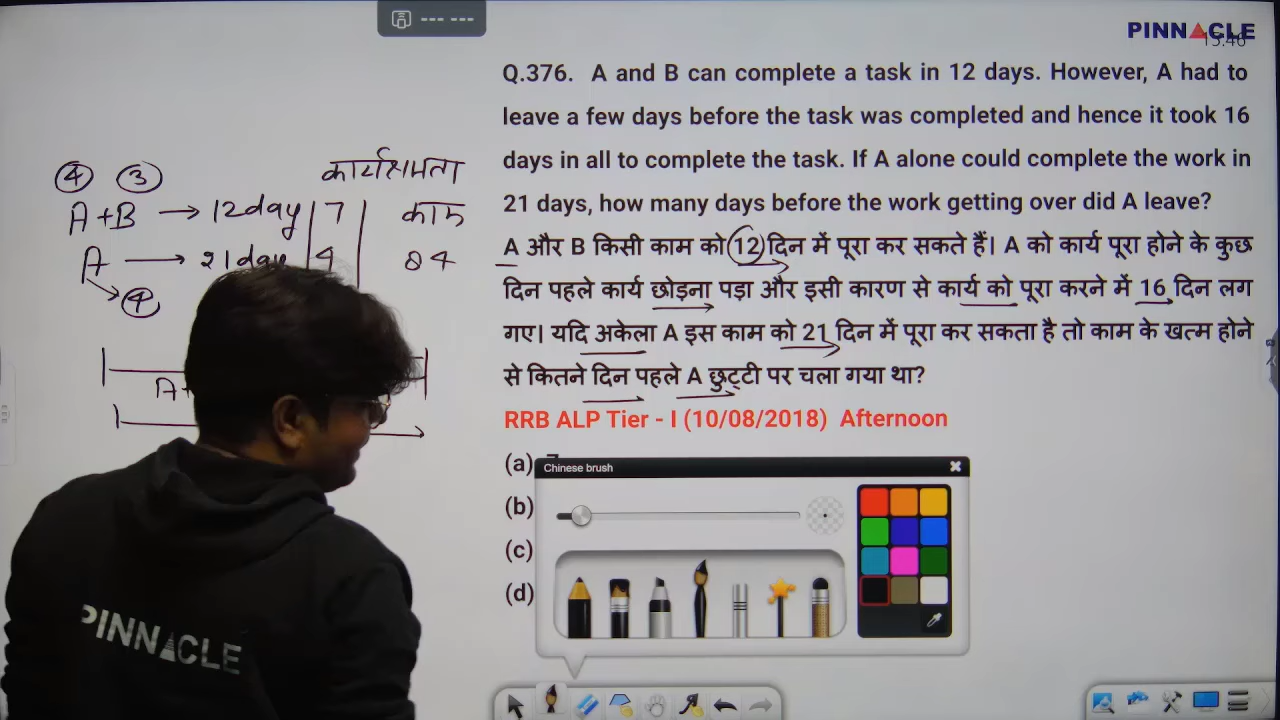 PINNACLE
15:46
Q.376. A and B can complete a task in 12 days. However, A had to
leave a few days before the task was completed and hence it took 16
days in all to complete the task. If A alone could complete the work in
21 days, how many days before the work getting over did A leave?
A और B किसी काम को 12 दिन में पूरा कर सकते हैं। A को कार्य पूरा होने के कुछ
दिन पहले कार्य छोड़ना पड़ा और इसी कारण से कार्य को पूरा करने में 16 दिन लग
गए। यदि अकेला A इस काम को 21 दिन में पूरा कर सकता है तो काम के खत्म होने
से कितने दिन पहले A छुट्टी पर चला गया था?
RRB ALP Tier - I (10/08/2018) Afternoon
(a)
(b)
(c)
(d)
Chinese brush
4 3 कार्यक्षमता
A+B → 12day 7 काम
A → 21day 4 84
4
A+
PINNACLE